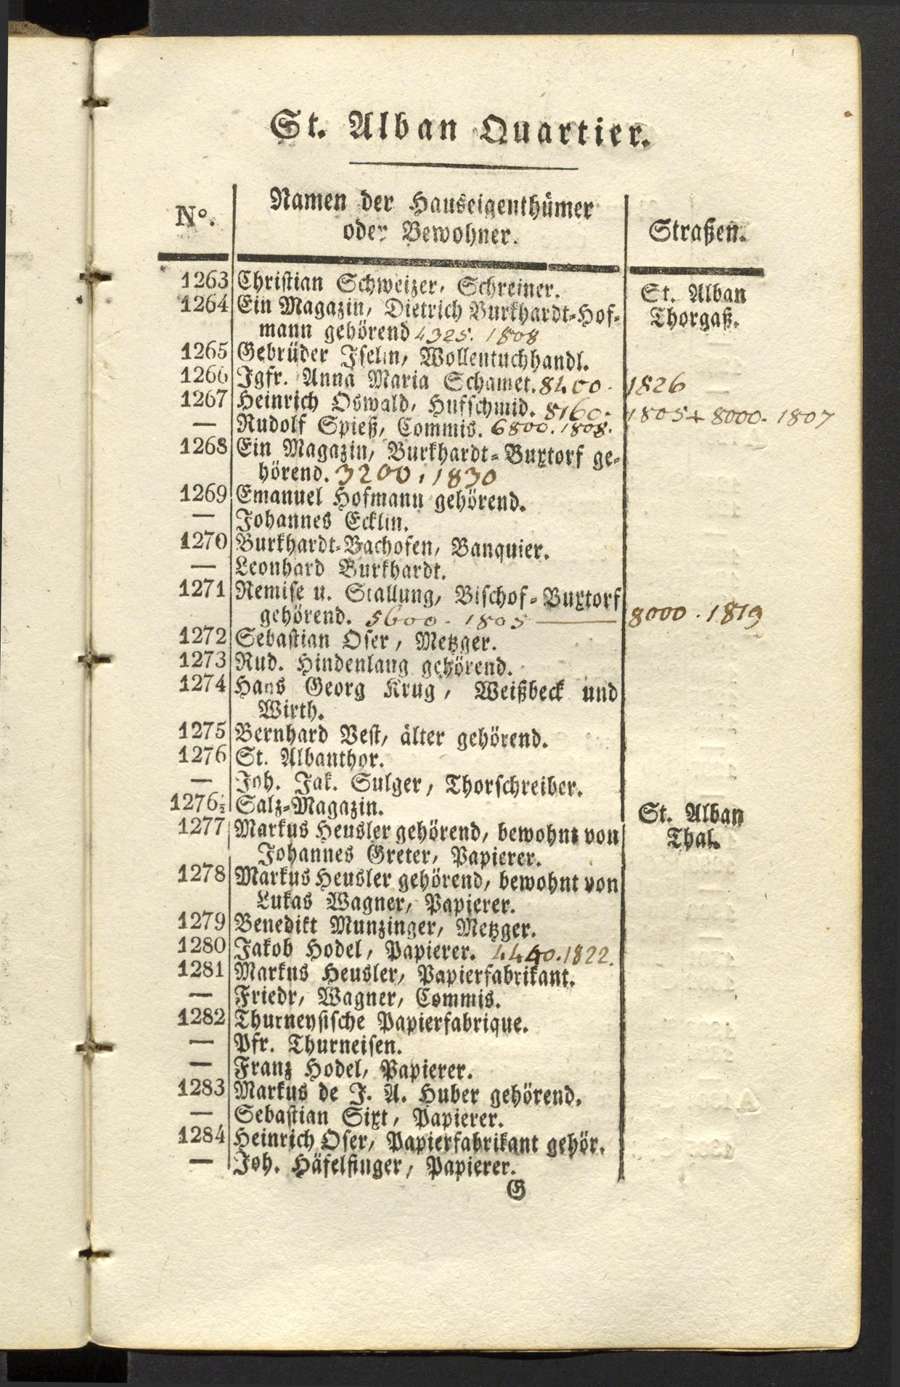 St. Alban Quartier.
No. Namen der Hauseigenthümer
oder Bewohner. Straßen.
1263 Christian Schweizer, Schreiner. St. Alban
1264 Ein Magazin, Dietrich Burkhardt-Hof- Thorgaß.
mann gehörend 4325. 1808
1265 Gebrüder Iselin, Wollentuchhandl.
1266 Igfr. Anna Maria Schamet. 8400. 1826
1267 Heinrich Oswald, Hufschmid. 8160. 1805 + 8000. 1807
— Rudolf Spieß, Commis. 6800. 1808.
1268 Ein Magazin, Burkhardt-Buxtorf ge-
hörend. 3200, 1830
1269 Emanuel Hofmann gehörend.
— Johannes Ecklin.
1270 Burkhardt-Bachofen, Banquier.
— Leonhard Burkhardt.
1271 Remise u. Stallung, Bischof-Buxtorf
gehörend. 5600 - 1805 — 8000. 1819
1272 Sebastian Oser, Metzger.
1273 Rud. Hindenlang gehörend.
1274 Hans Georg Krug, Weißbeck und
Wirth.
1275 Bernhard Vest, älter gehörend.
1276 St. Albanthor.
— Joh. Jak. Sulger, Thorschreiber.
1276½ Salz-Magazin. St. Alban
1277 Markus Heusler gehörend, bewohnt von Thal.
Johannes Greter, Papierer.
1278 Markus Heusler gehörend, bewohnt von
Lukas Wagner, Papierer.
1279 Benedikt Munzinger, Metzger.
1280 Jakob Hodel, Papierer. 4440. 1822.
1281 Markus Heusler, Papierfabrikant.
— Friedr, Wagner, Commis.
1282 Thurneysische Papierfabrique.
— Pfr. Thurneisen.
— Franz Hodel, Papierer.
1283 Markus de J. A. Huber gehörend.
— Sebastian Sixt, Papierer.
1284 Heinrich Oser, Papierfabrikant gehör.
— Joh. Häfelfinger, Papierer.
G